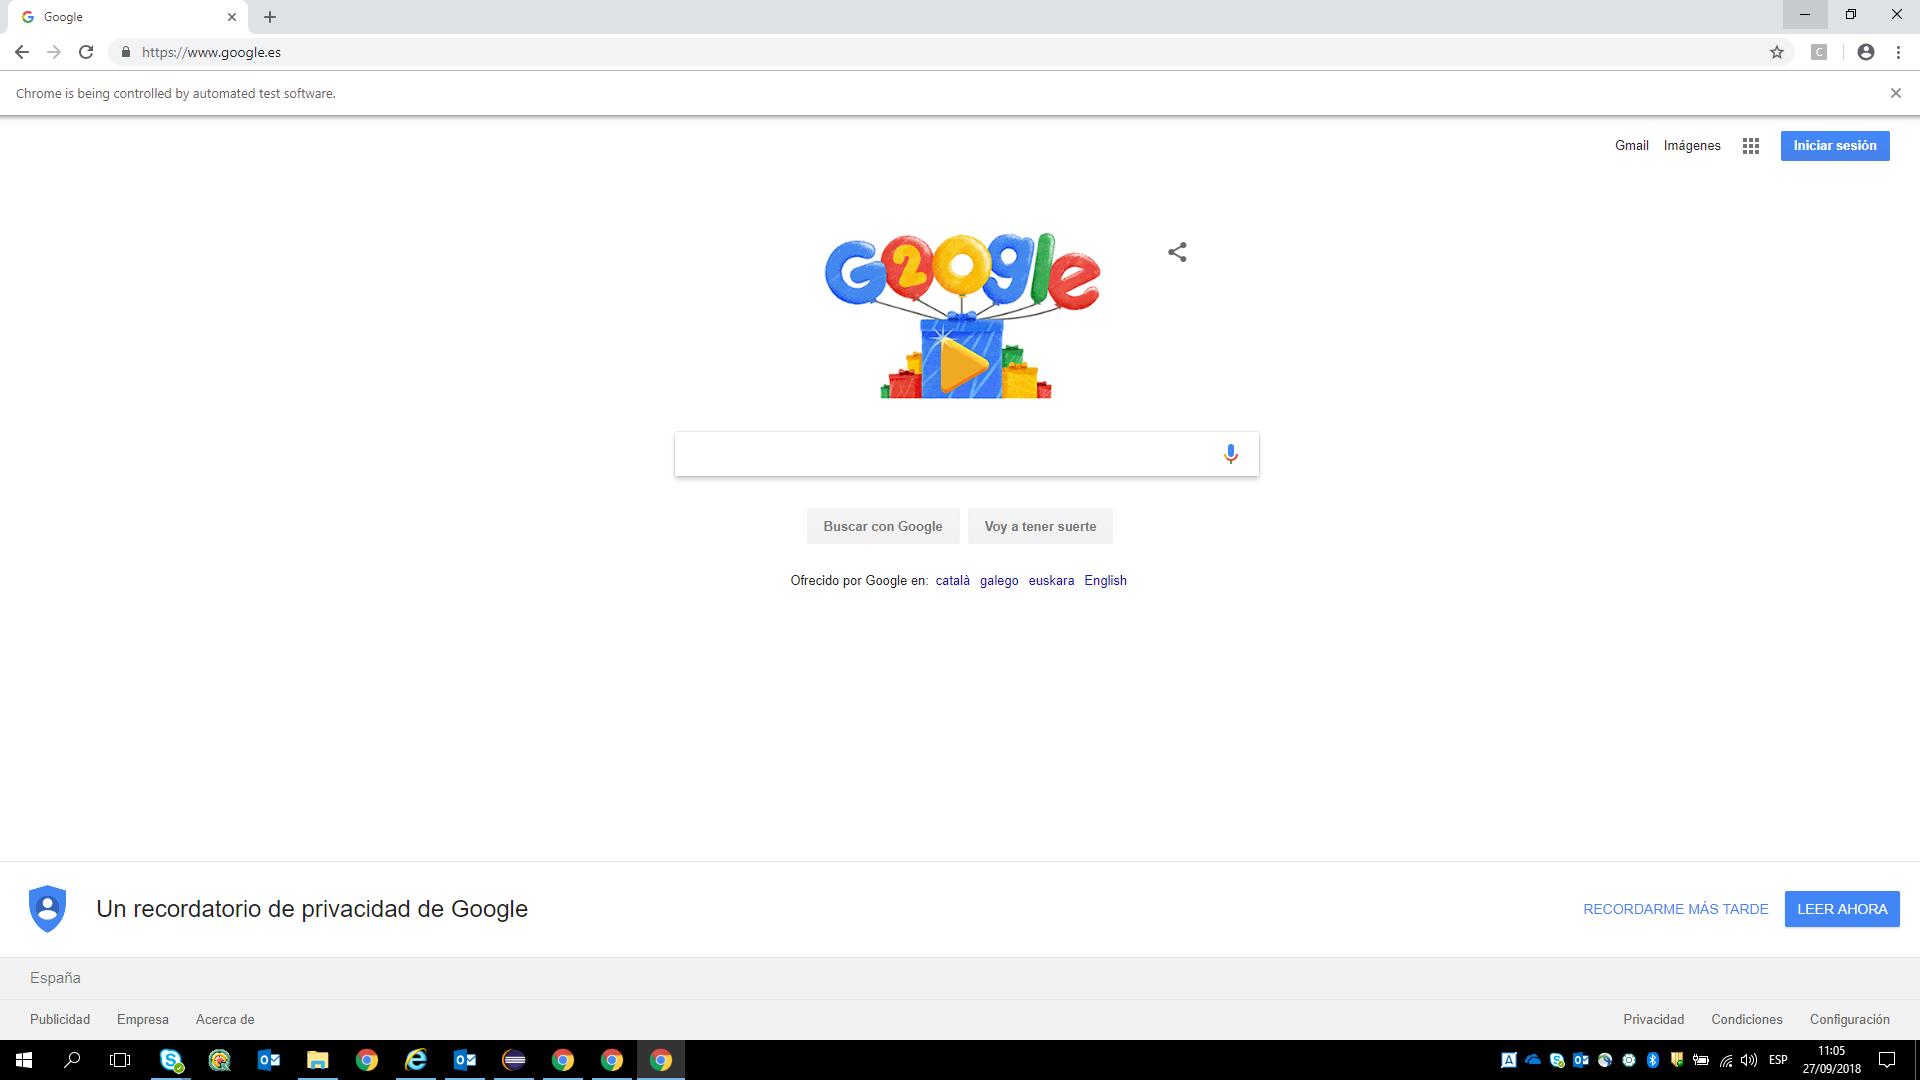 Google
https://www.google.es
C
Chrome is being controlled by automated test software.
Gmail Imágenes Iniciar sesión
G2OGLE
Buscar con Google Voy a tener suerte
Ofrecido por Google en: català galego euskara English
Un recordatorio de privacidad de Google RECORDARME MÁS TARDE LEER AHORA
España
Publicidad Empresa Acerca de Privacidad Condiciones Configuración
A ESP 11:05
27/09/2018